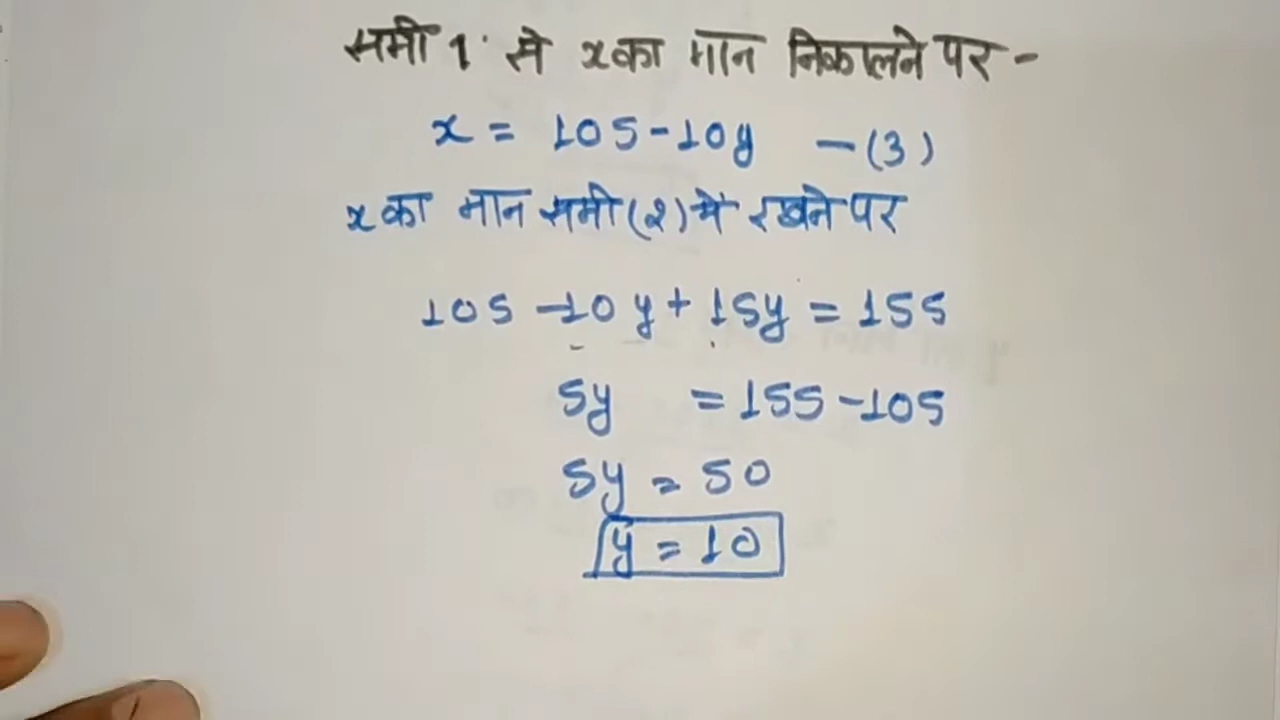 समी 1 से x का मान निकालने पर -
x = 105 - 10y — (3)
x का मान समी (2) में रखने पर
105 - 10y + 15y = 155
5y = 155 - 105
5y = 50
y = 10